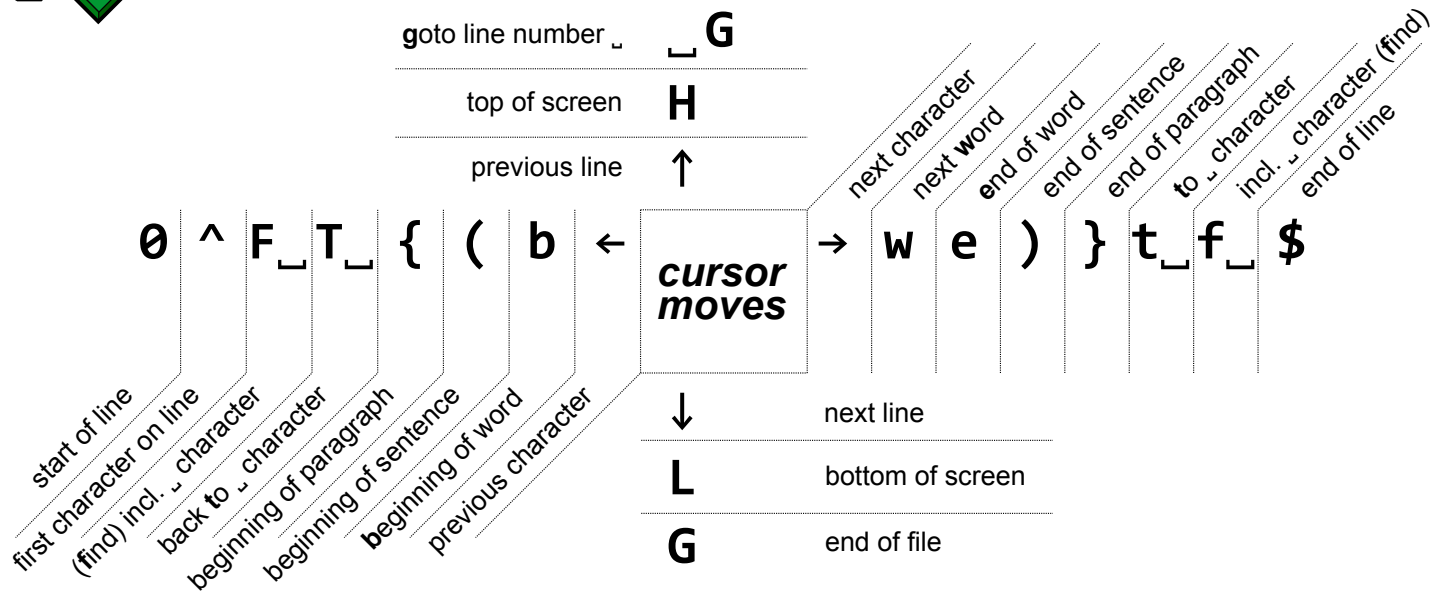 goto line number ␣ ␣G
top of screen H
previous line ↑
next character
next word
end of word
end of sentence
end of paragraph
to ␣ character
incl. ␣ character (find)
end of line
0 ^ F␣ T␣ { ( b ← cursor moves → w e ) } t␣ f␣ $
start of line
first character on line
(find) incl. ␣ character
back to ␣ character
beginning of paragraph
beginning of sentence
beginning of word
previous character
↓ next line
L bottom of screen
G end of file